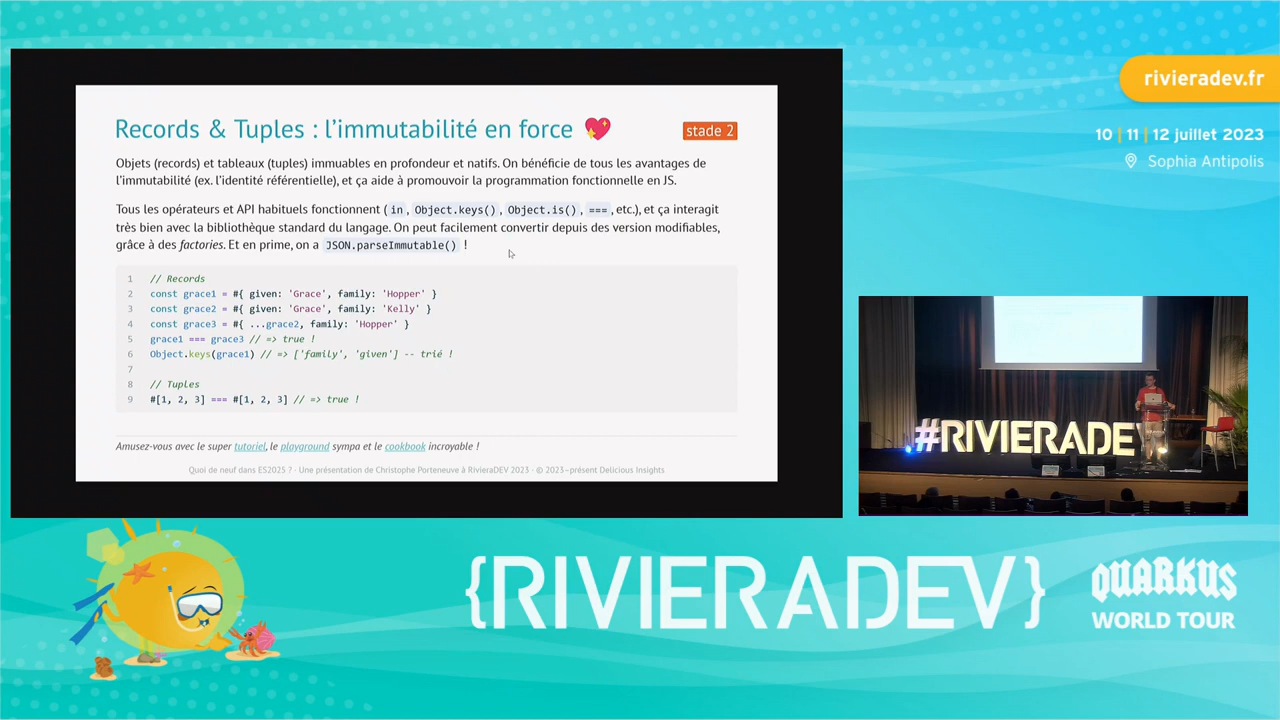 Records & Tuples : l'immutabilité en force
stade 2
Objets (records) et tableaux (tuples) immuables en profondeur et natifs. On bénéficie de tous les avantages de
l'immutabilité (ex. l'identité référentielle), et ça aide à promouvoir la programmation fonctionnelle en JS.
Tous les opérateurs et API habituels fonctionnent ( in , Object.keys() , Object.is() , === , etc.), et ça interagit
très bien avec la bibliothèque standard du langage. On peut facilement convertir depuis des version modifiables,
grâce à des factories. Et en prime, on a JSON.parseImmutable() !
1 // Records
2 const grace1 = #{ given: 'Grace', family: 'Hopper' }
3 const grace2 = #{ given: 'Grace', family: 'Kelly' }
4 const grace3 = #{ ...grace2, family: 'Hopper' }
5 grace1 === grace3 // => true !
6 Object.keys(grace1) // => ['family', 'given'] -- trié !
7
8 // Tuples
9 #[1, 2, 3] === #[1, 2, 3] // => true !
Amusez-vous avec le super tutoriel, le playground sympa et le cookbook incroyable !
Quoi de neuf dans ES2025 ? · Une présentation de Christophe Porteneuve à RivieraDEV 2023 · © 2023–présent Delicious Insights
rivieradev.fr
10 | 11 | 12 juillet 2023
Sophia Antipolis
#RIVIERADE
{RIVIERADEV}
QUARKUS
WORLD TOUR